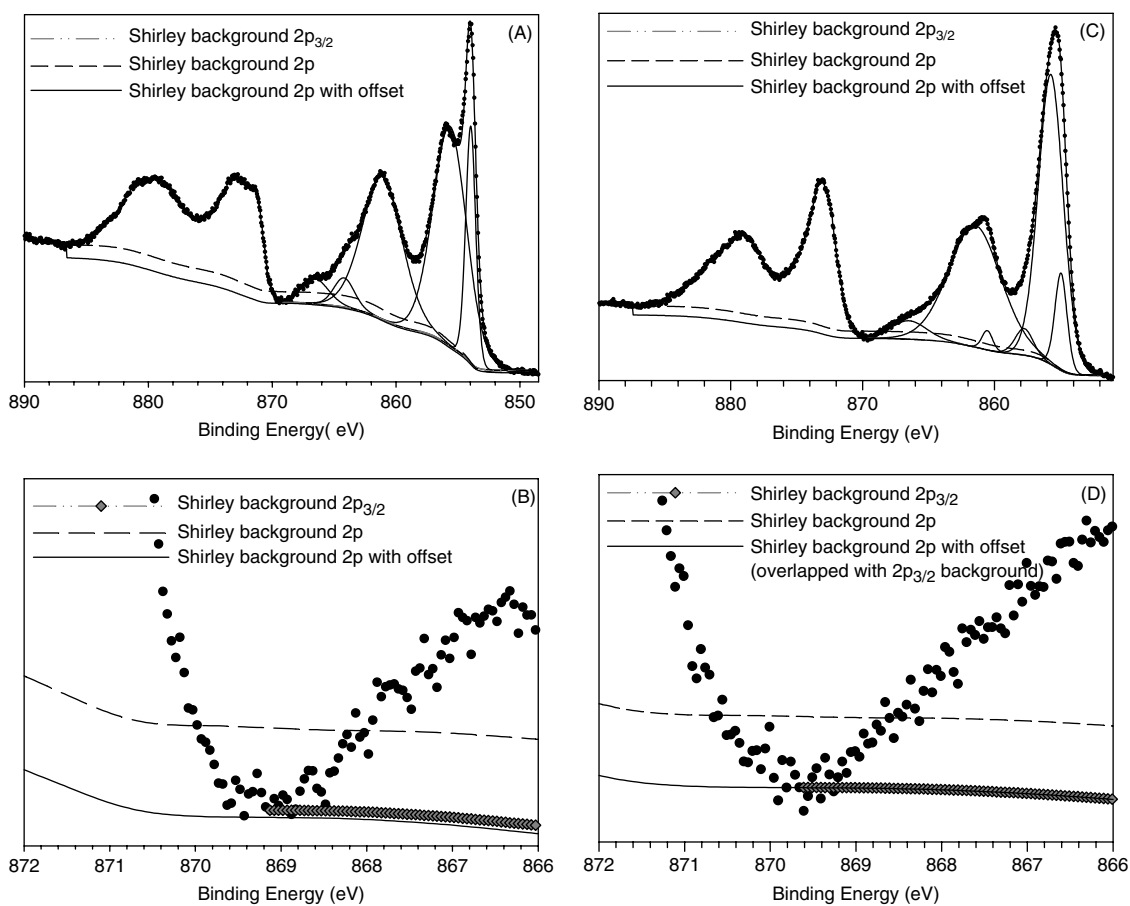 Shirley background 2p3/2
Shirley background 2p
Shirley background 2p with offset
(A)
890 880 870 860 850
Binding Energy( eV)
Shirley background 2p3/2
Shirley background 2p
Shirley background 2p with offset
(C)
890 880 870 860
Binding Energy (eV)
Shirley background 2p3/2
Shirley background 2p
Shirley background 2p with offset
(B)
872 871 870 869 868 867 866
Binding Energy (eV)
Shirley background 2p3/2
Shirley background 2p
Shirley background 2p with offset
(overlapped with 2p3/2 background)
(D)
872 871 870 869 868 867 866
Binding Energy (eV)